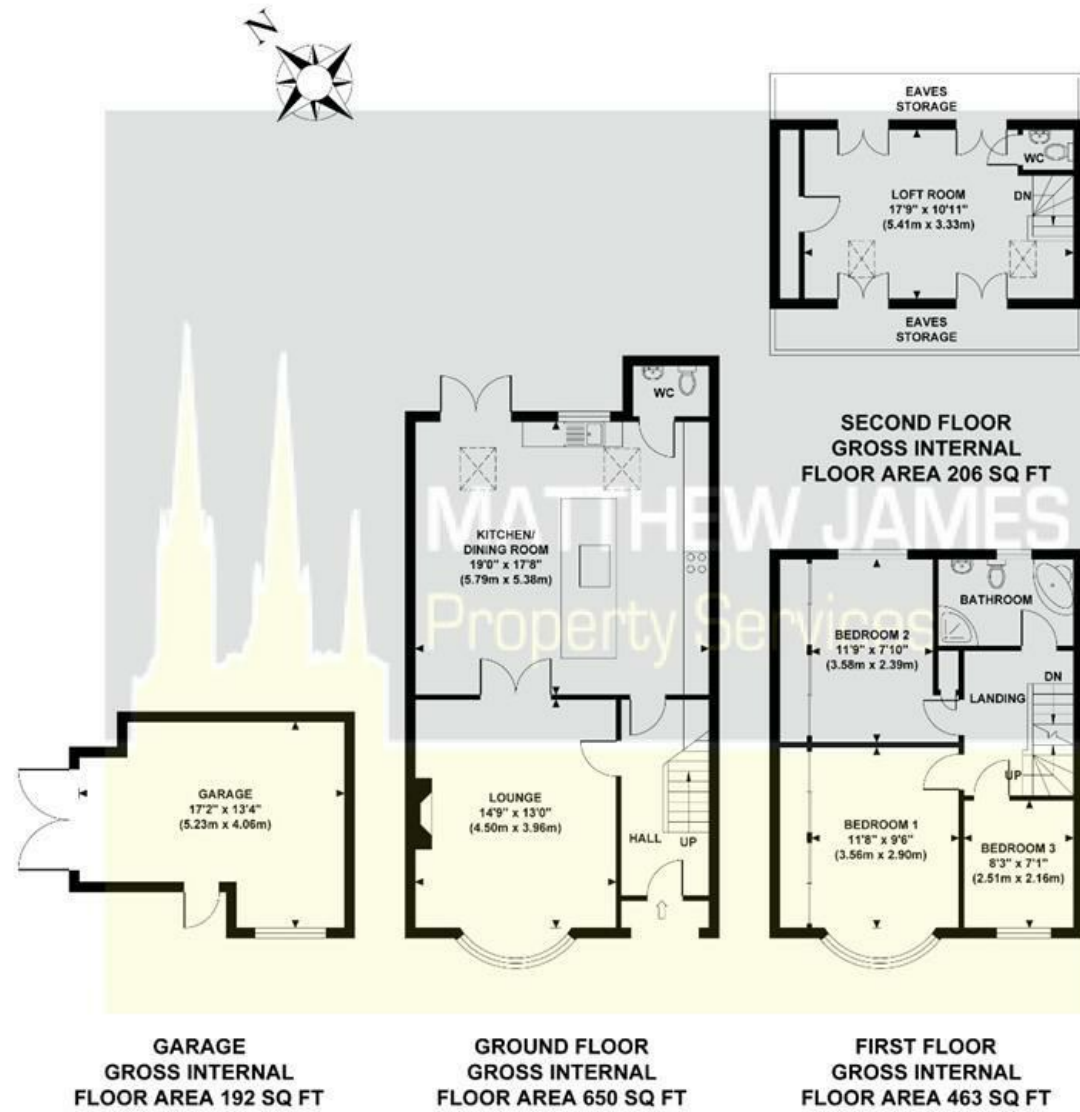 N
EAVES
STORAGE
WC
DN
LOFT ROOM
17'9" x 10'11"
(5.41m x 3.33m)
EAVES
STORAGE
SECOND FLOOR
GROSS INTERNAL
FLOOR AREA 206 SQ FT
WC
KITCHEN/
DINING ROOM
19'0" x 17'8"
(5.79m x 5.38m)
MATTHEW JAMES
Property Services
BATHROOM
BEDROOM 2
11'9" x 7'10"
(3.58m x 2.39m)
LANDING
DN
UP
GARAGE
17'2" x 13'4"
(5.23m x 4.06m)
LOUNGE
14'9" x 13'0"
(4.50m x 3.96m)
HALL
UP
BEDROOM 1
11'8" x 9'6"
(3.56m x 2.90m)
BEDROOM 3
8'3" x 7'1"
(2.51m x 2.16m)
GARAGE
GROSS INTERNAL
FLOOR AREA 192 SQ FT
GROUND FLOOR
GROSS INTERNAL
FLOOR AREA 650 SQ FT
FIRST FLOOR
GROSS INTERNAL
FLOOR AREA 463 SQ FT